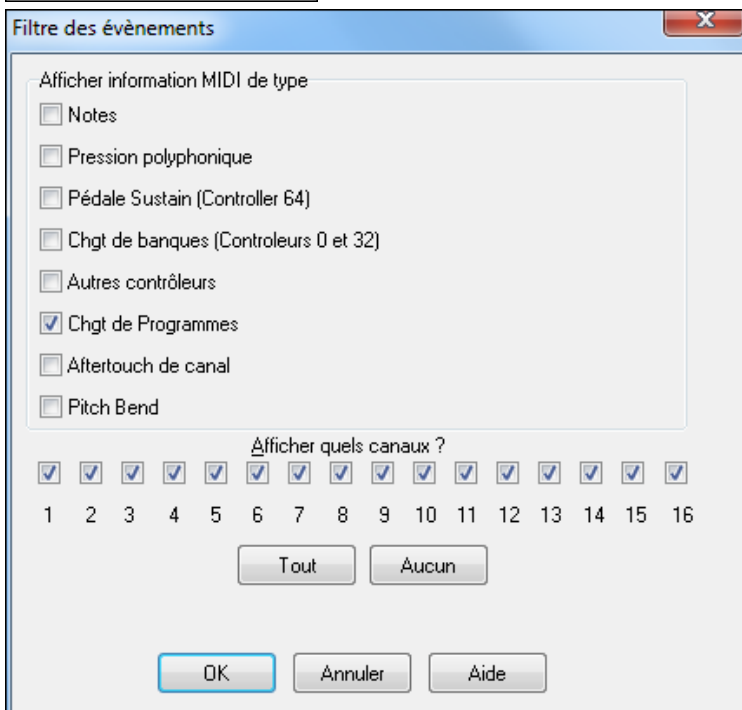 Filtre des évènements
Afficher information MIDI de type
Notes
Pression polyphonique
Pédale Sustain (Controller 64)
Chgt de banques (Controleurs 0 et 32)
Autres contrôleurs
Chgt de Programmes
Aftertouch de canal
Pitch Bend
Afficher quels canaux ?
1 2 3 4 5 6 7 8 9 10 11 12 13 14 15 16
Tout Aucun
OK Annuler Aide